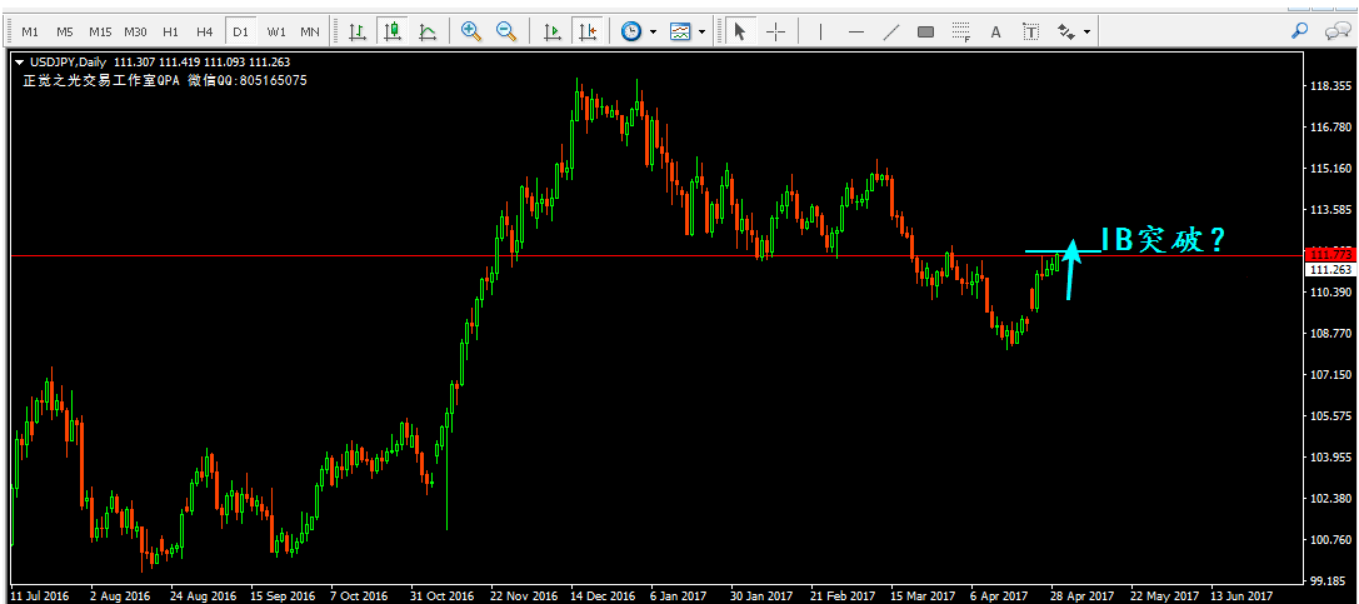 M1 M5 M15 M30 H1 H4 D1 W1 MN F A T
USDJPY,Daily 111.307 111.419 111.093 111.263
正觉之光交易工作室QPA 微信QQ:805165075
118.355
116.780
115.160
113.585
IB突破?
111.773
111.263
110.390
108.770
107.150
105.575
103.955
102.380
100.760
99.185
11 Jul 2016 2 Aug 2016 24 Aug 2016 15 Sep 2016 7 Oct 2016 31 Oct 2016 22 Nov 2016 14 Dec 2016 6 Jan 2017 30 Jan 2017 21 Feb 2017 15 Mar 2017 6 Apr 2017 28 Apr 2017 22 May 2017 13 Jun 2017